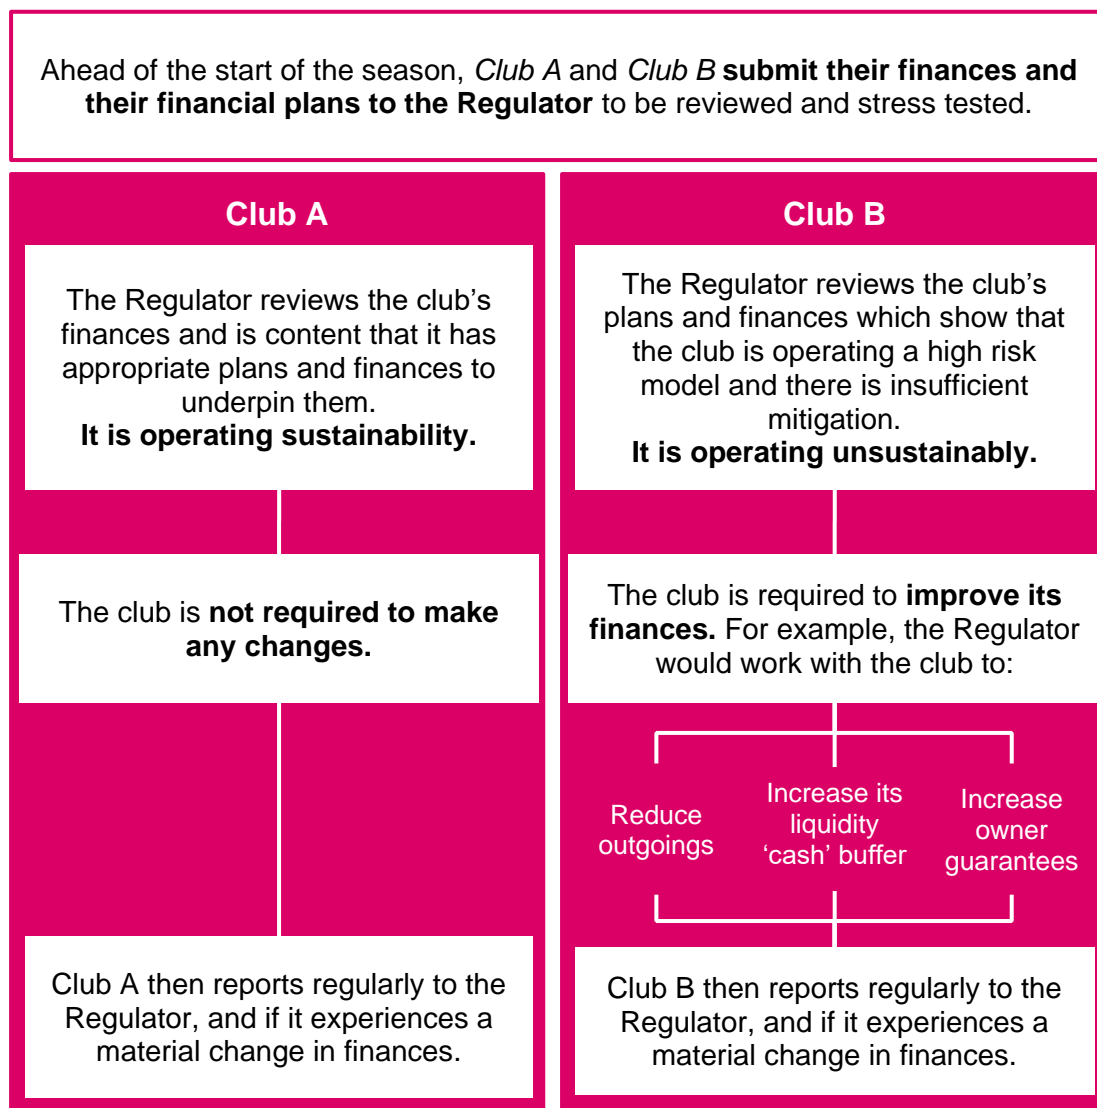 Ahead of the start of the season, Club A and Club B submit their finances and
their financial plans to the Regulator to be reviewed and stress tested.
Club A
The Regulator reviews the club’s
finances and is content that it has
appropriate plans and finances to
underpin them.
It is operating sustainability.
The club is not required to make
any changes.
Club A then reports regularly to the
Regulator, and if it experiences a
material change in finances.
Club B
The Regulator reviews the club’s
plans and finances which show that
the club is operating a high risk
model and there is insufficient
mitigation.
It is operating unsustainably.
The club is required to improve its
finances. For example, the Regulator
would work with the club to:
Reduce
outgoings
Increase its
liquidity
‘cash’ buffer
Increase
owner
guarantees
Club B then reports regularly to the
Regulator, and if it experiences a
material change in finances.